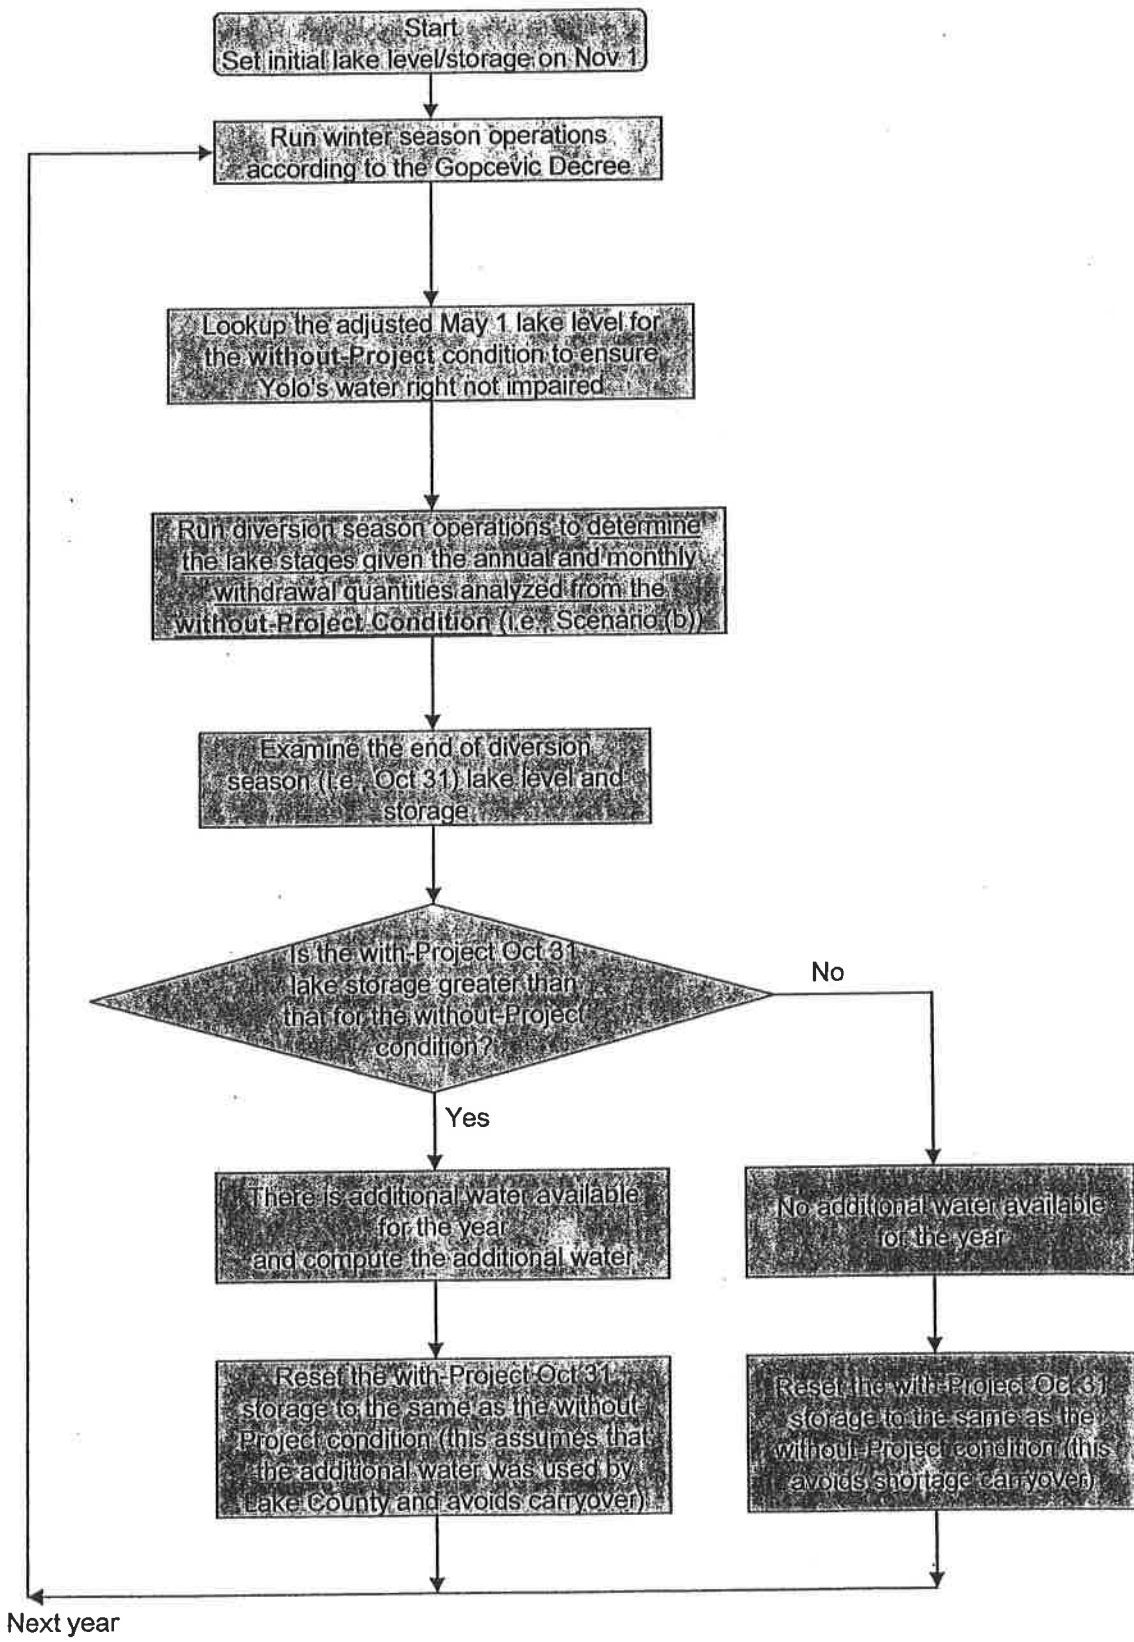 Start
Set initial lake level/storage on Nov 1
Run winter season operations
according to the Gopcevic Decree
Lookup the adjusted May 1 lake level for
the without-Project condition to ensure
Yolo's water right not impaired
Run diversion season operations to determine
the lake stages given the annual and monthly
withdrawal quantities analyzed from the
without-Project Condition (i.e., Scenario (b))
Examine the end of diversion
season (i.e., Oct 31) lake level and
storage
Is the with-Project Oct 31
lake storage greater than
that for the without-Project
condition?
No
Yes
There is additional water available
for the year
and compute the additional water
No additional water available
for the year
Reset the with-Project Oct 31
storage to the same as the without-
Project condition (this assumes that
the additional water was used by
Lake County and avoids carryover)
Reset the with-Project Oct 31
storage to the same as the
without-Project condition (this
avoids shortage carryover)
Next year